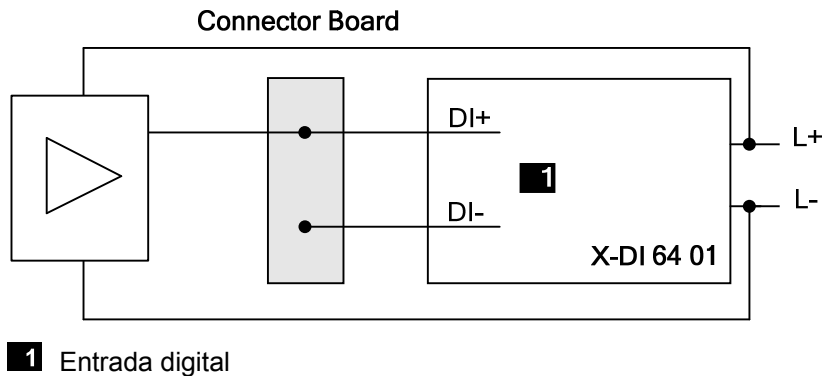 Connector Board
DI+
L+
1
DI-
L-
X-DI 64 01
1 Entrada digital